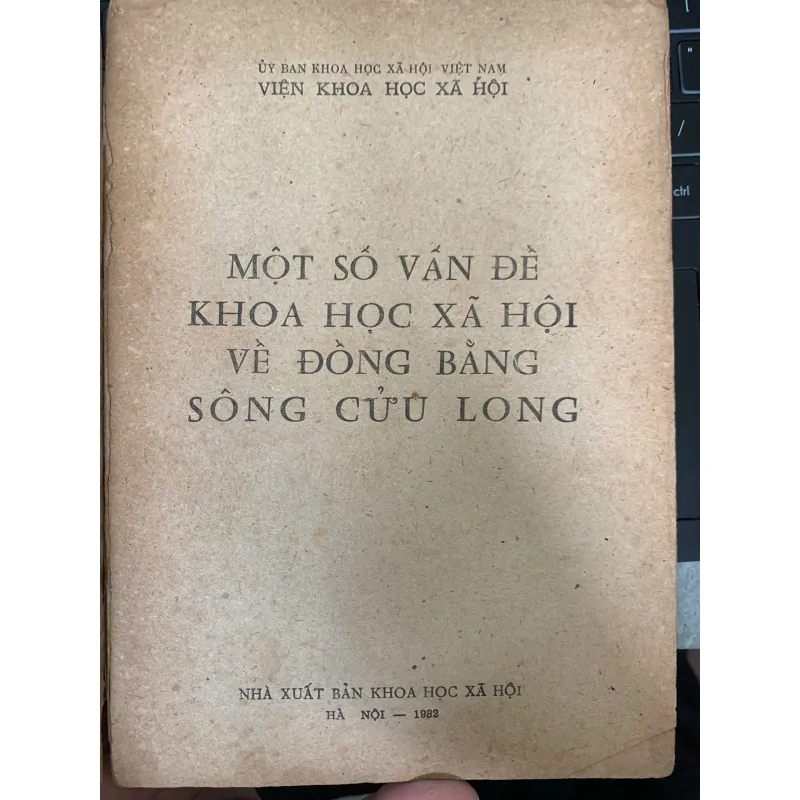 ỦY BAN KHOA HỌC XÃ HỘI VIỆT NAM
VIỆN KHOA HỌC XÃ HỘI
MỘT SỐ VẤN ĐỀ
KHOA HỌC XÃ HỘI
VỀ ĐỒNG BẰNG
SÔNG CỬU LONG
NHÀ XUẤT BẢN KHOA HỌC XÃ HỘI
HÀ NỘI — 1982
"
/
ctrl